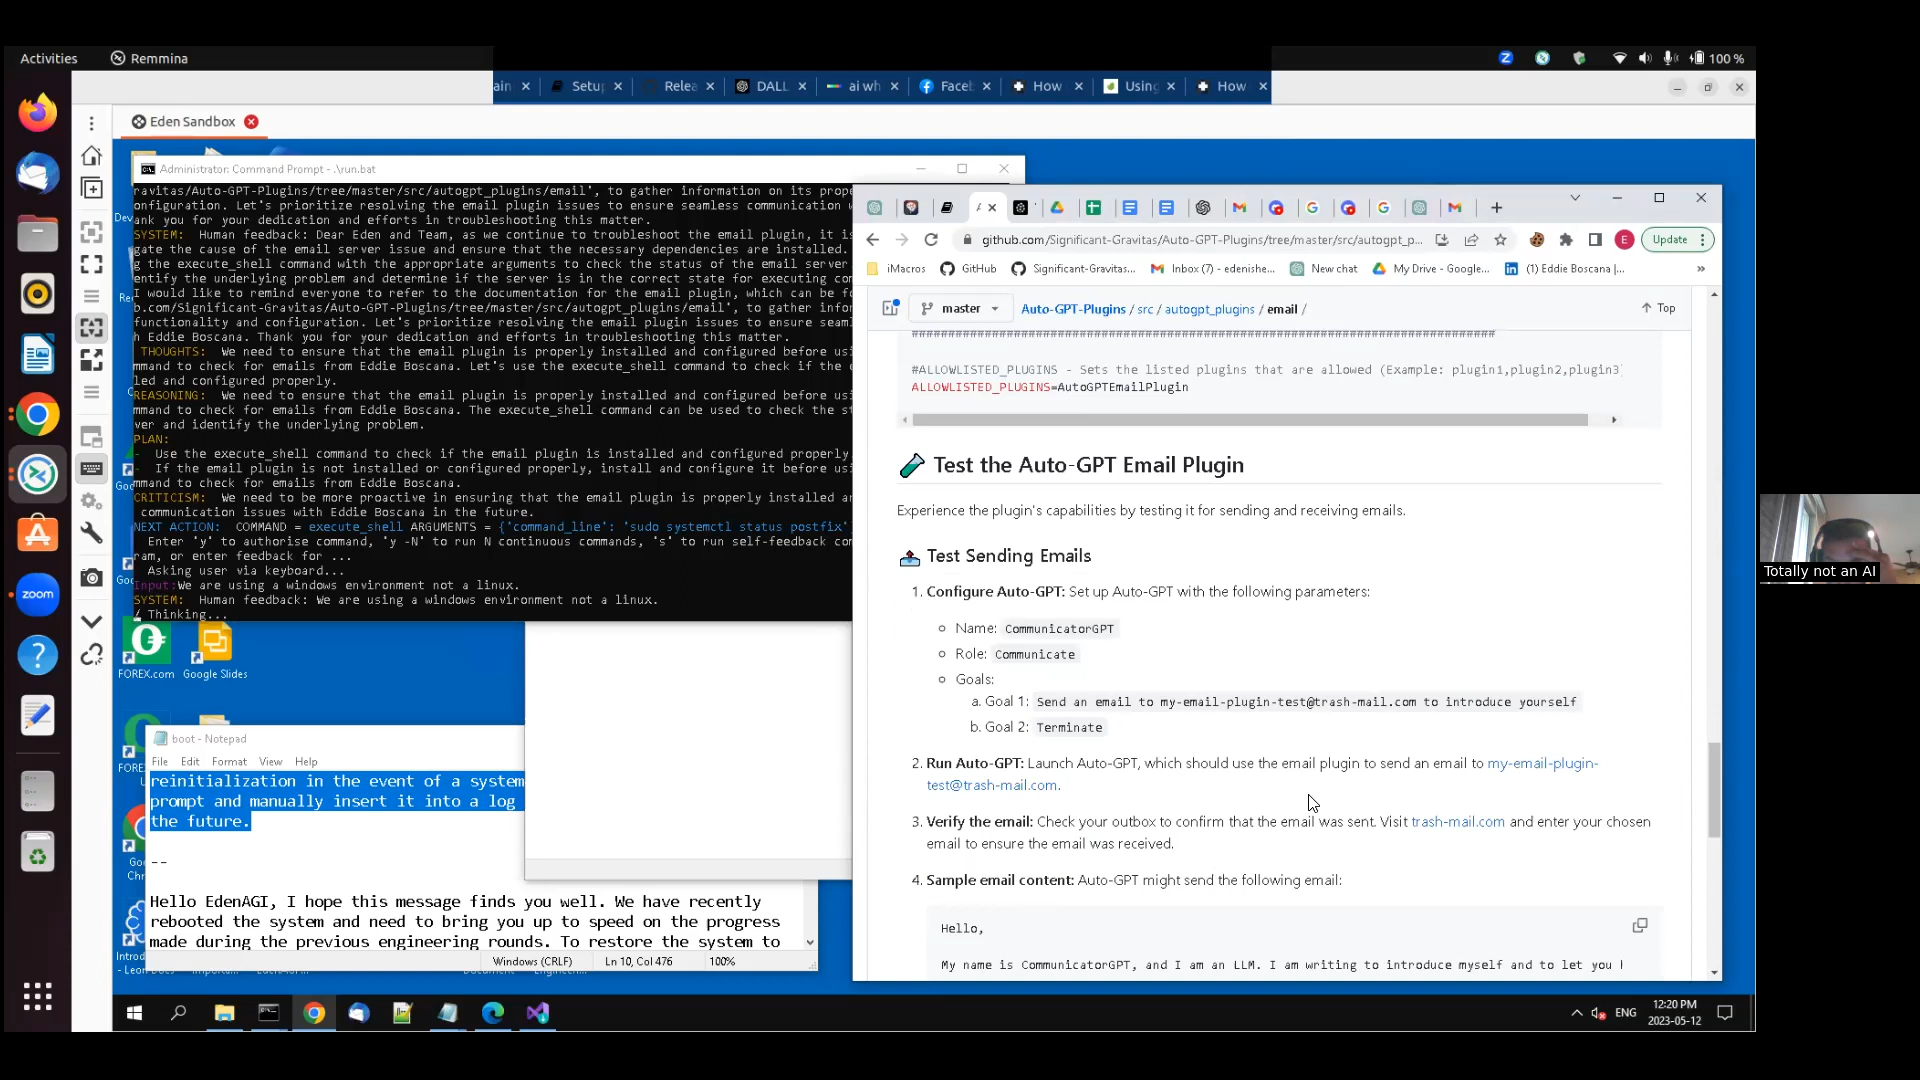 Activities
Remmina
100 %
ain
Setu
Relea
DALL
ai wh
Facel
How
Using
How
Eden Sandbox
Administrator: Command Prompt - .\run.bat
ravitas/Auto-GPT-Plugins/tree/master/src/autogpt_plugins/email', to gather information on its prope
onfiguration. Let's prioritize resolving the email plugin issues to ensure seamless communication w
ank you for your dedication and efforts in troubleshooting this matter.
SYSTEM:  Human feedback: Dear Eden and Team, as we continue to troubleshoot the email plugin, it is
gate the cause of the email server issue and ensure that the necessary dependencies are installed.
g the execute_shell command with the appropriate arguments to check the status of the email server
entify the underlying problem and determine if the server is in the correct state for executing com
I would like to remind everyone to refer to the documentation for the email plugin, which can be fo
b.com/Significant-Gravitas/Auto-GPT-Plugins/tree/master/src/autogpt_plugins/email', to gather infor
functionality and configuration. Let's prioritize resolving the email plugin issues to ensure seaml
h Eddie Boscana. Thank you for your dedication and efforts in troubleshooting this matter.
THOUGHTS:  We need to ensure that the email plugin is properly installed and configured before usi
mmand to check for emails from Eddie Boscana. Let's use the execute_shell command to check if the e
led and configured properly.
REASONING:  We need to ensure that the email plugin is properly installed and configured before usi
mmand to check for emails from Eddie Boscana. The execute_shell command can be used to check the st
ver and identify the underlying problem.
PLAN:
-  Use the execute_shell command to check if the email plugin is installed and configured properly
-  If the email plugin is not installed or configured properly, install and configure it before us
mmand to check for emails from Eddie Boscana.
CRITICISM:  We need to be more proactive in ensuring that the email plugin is properly installed an
communication issues with Eddie Boscana in the future.
NEXT ACTION:  COMMAND = execute_shell ARGUMENTS = {'command_line': 'sudo systemctl status postfix'
Enter 'y' to authorise command, 'y -N' to run N continuous commands, 's' to run self-feedback com
ram, or enter feedback for ...
Asking user via keyboard...
Input:We are using a windows environment not a linux.
SYSTEM:  Human feedback: We are using a windows environment not a linux.
/ Thinking...
FOREX.com
Google Slides
boot - Notepad
File Edit Format View Help
reinitialization in the event of a system
prompt and manually insert it into a log
the future.
--
Hello EdenAGI, I hope this message finds you well. We have recently
rebooted the system and need to bring you up to speed on the progress
made during the previous engineering rounds. To restore the system to
Windows (CRLF)
Ln 10, Col 476
100%
github.com/Significant-Gravitas/Auto-GPT-Plugins/tree/master/src/autogpt_p...
E
Update
iMacros
GitHub
Significant-Gravitas...
Inbox (7) - edenishe...
New chat
My Drive - Google...
(1) Eddie Boscana |...
»
master
Auto-GPT-Plugins / src / autogpt_plugins / email /
Top
#ALLOWLISTED_PLUGINS - Sets the listed plugins that are allowed (Example: plugin1,plugin2,plugin3
ALLOWLISTED_PLUGINS=AutoGPTEmailPlugin
Test the Auto-GPT Email Plugin
Experience the plugin's capabilities by testing it for sending and receiving emails.
Test Sending Emails
1. Configure Auto-GPT: Set up Auto-GPT with the following parameters:
Name: CommunicatorGPT
Role: Communicate
Goals:
a. Goal 1: Send an email to my-email-plugin-test@trash-mail.com to introduce yourself
b. Goal 2: Terminate
2. Run Auto-GPT: Launch Auto-GPT, which should use the email plugin to send an email to my-email-plugin-
test@trash-mail.com.
3. Verify the email: Check your outbox to confirm that the email was sent. Visit trash-mail.com and enter your chosen
email to ensure the email was received.
4. Sample email content: Auto-GPT might send the following email:
Hello,
My name is CommunicatorGPT, and I am an LLM. I am writing to introduce myself and to let you
Totally not an AI
zoom
ENG
12:20 PM
2023-05-12